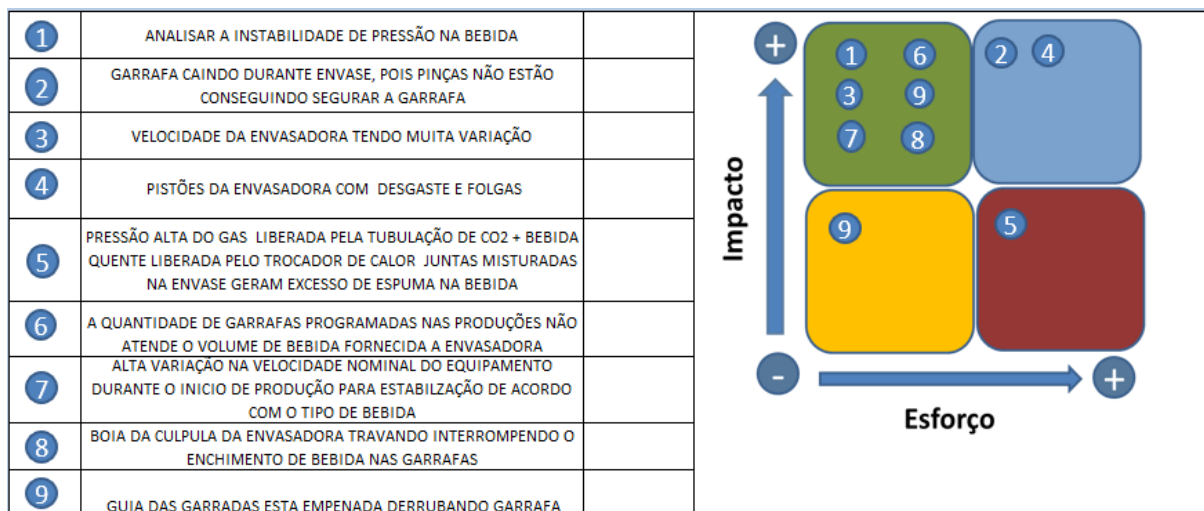 1
ANALISAR A INSTABILIDADE DE PRESSÃO NA BEBIDA
2
GARRAFA CAINDO DURANTE ENVASE, POIS PINÇAS NÃO ESTÃO
CONSEGUINDO SEGURAR A GARRAFA
3
VELOCIDADE DA ENVASADORA TENDO MUITA VARIAÇÃO
4
PISTÕES DA ENVASADORA COM DESGASTE E FOLGAS
5
PRESSÃO ALTA DO GAS LIBERADA PELA TUBULAÇÃO DE CO2 + BEBIDA
QUENTE LIBERADA PELO TROCADOR DE CALOR JUNTAS MISTURADAS
NA ENVASE GERAM EXCESSO DE ESPUMA NA BEBIDA
6
A QUANTIDADE DE GARRAFAS PROGRAMADAS NAS PRODUÇÕES NÃO
ATENDE O VOLUME DE BEBIDA FORNECIDA A ENVASADORA
7
ALTA VARIAÇÃO NA VELOCIDADE NOMINAL DO EQUIPAMENTO
DURANTE O INICIO DE PRODUÇÃO PARA ESTABILZAÇÃO DE ACORDO
COM O TIPO DE BEBIDA
8
BOIA DA CULPULA DA ENVASADORA TRAVANDO INTERROMPENDO O
ENCHIMENTO DE BEBIDA NAS GARRAFAS
9
GUIA DAS GARRADAS ESTA EMPENADA DERRUBANDO GARRAFA
+
1 6 2 4
3 9
7 8
Impacto
9 5
- +
Esforço